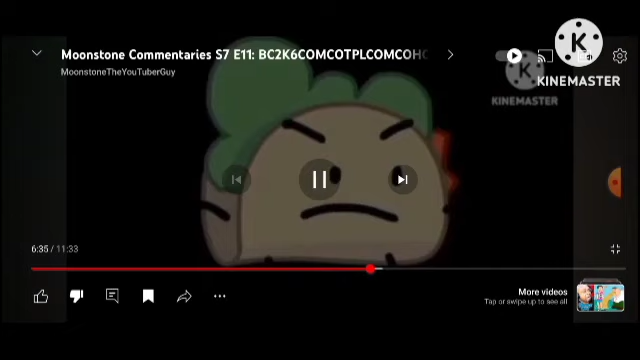 Moonstone Commentaries S7 E11: BC2K6COMCOTPLCOMCOHC
MoonstoneTheYouTuberGuy
K
KINEMASTER
K
KINEMASTER
6:35 / 11:33
More videos
Tap or swipe up to see all